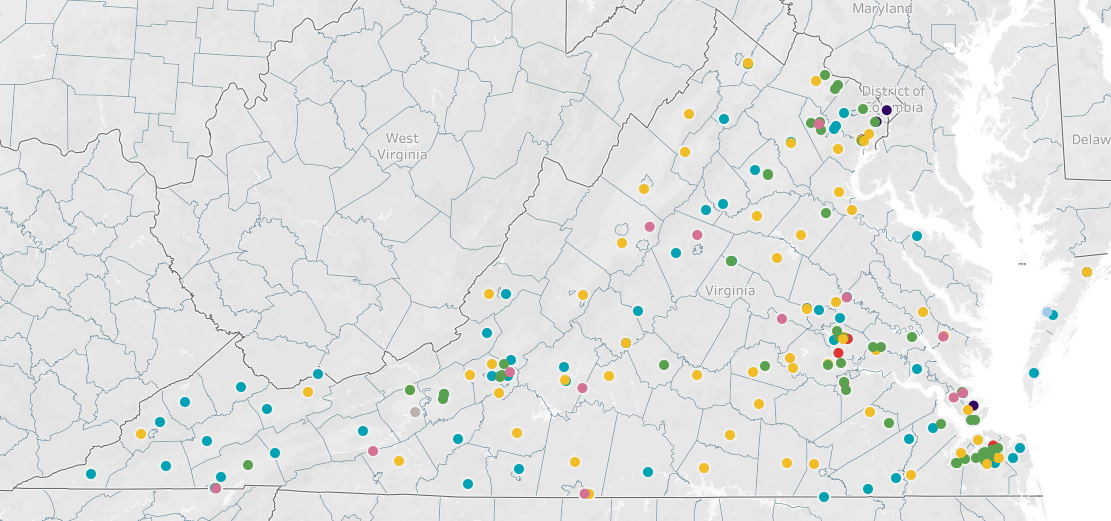 Maryland
District of
Columbia
West
Virginia
Delaw
Virginia